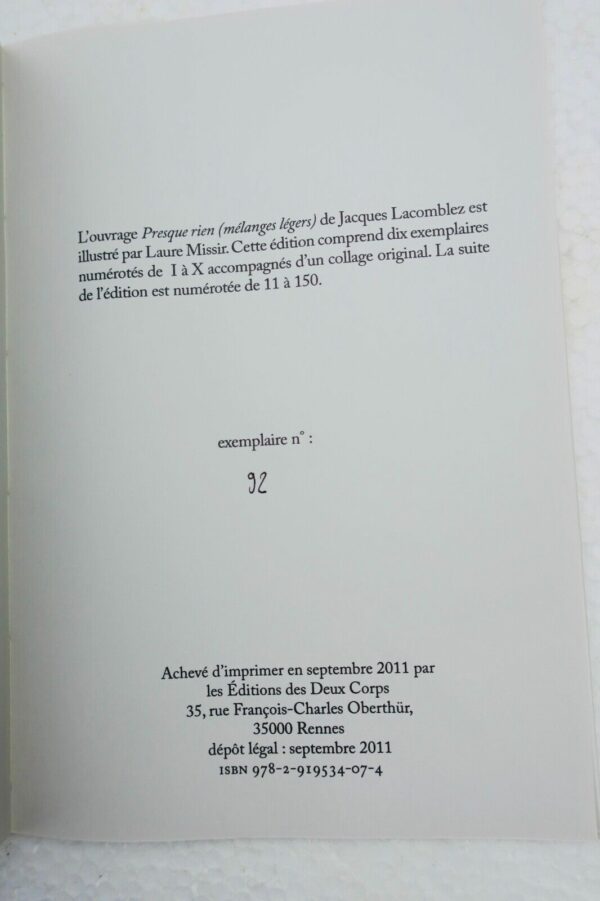 L'ouvrage Presque rien (mélanges légers) de Jacques Lacomblez est
illustré par Laure Missir. Cette édition comprend dix exemplaires
numérotés de I à X accompagnés d'un collage original. La suite
de l'édition est numérotée de 11 à 150.
exemplaire n° :
92
Achevé d'imprimer en septembre 2011 par
les Éditions des Deux Corps
35, rue François-Charles Oberthür,
35000 Rennes
dépôt légal : septembre 2011
ISBN 978-2-919534-07-4